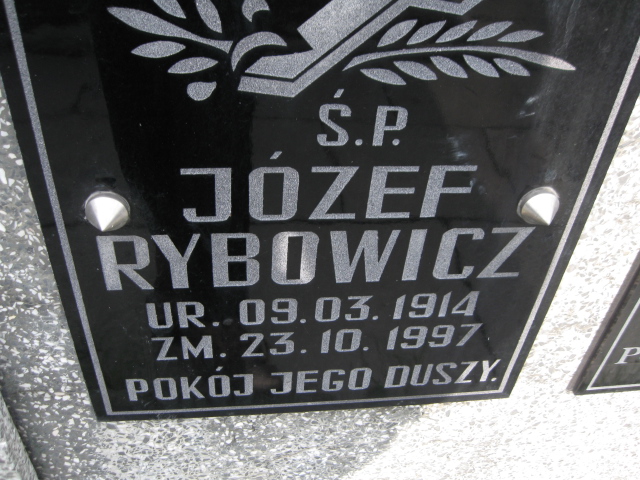 Ś.P.
JÓZEF
RYBOWICZ
UR. 09.03.1914
ZM. 23.10.1997
POKÓJ JEGO DUSZY.
P